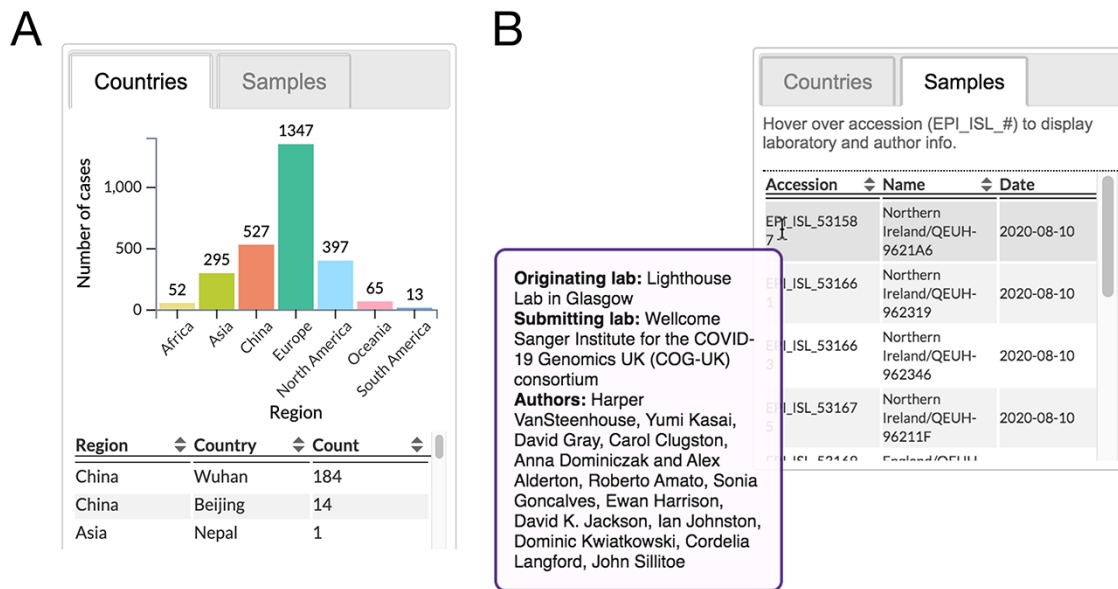 A
Countries
Samples
Number of cases
1,000
500
0
52
295
527
1347
397
65
13
Africa
Asia
China
Europe
North America
Oceania
South America
Region
Region Country Count
China Wuhan 184
China Beijing 14
Asia Nepal 1
B
Countries
Samples
Hover over accession (EPI_ISL_#) to display
laboratory and author info.
Accession Name Date
EPI_ISL_53158
7
Northern
Ireland/QEUH-
9621A6
2020-08-10
EPI_ISL_53166
1
Northern
Ireland/QEUH-
962319
2020-08-10
EPI_ISL_53166
3
Northern
Ireland/QEUH-
962346
2020-08-10
EPI_ISL_53167
5
Northern
Ireland/QEUH-
96211F
2020-08-10
Originating lab: Lighthouse
Lab in Glasgow
Submitting lab: Wellcome
Sanger Institute for the COVID-
19 Genomics UK (COG-UK)
consortium
Authors: Harper
VanSteenhouse, Yumi Kasai,
David Gray, Carol Clugston,
Anna Dominiczak and Alex
Alderton, Roberto Amato, Sonia
Goncalves, Ewan Harrison,
David K. Jackson, Ian Johnston,
Dominic Kwiatkowski, Cordelia
Langford, John Sillitoe